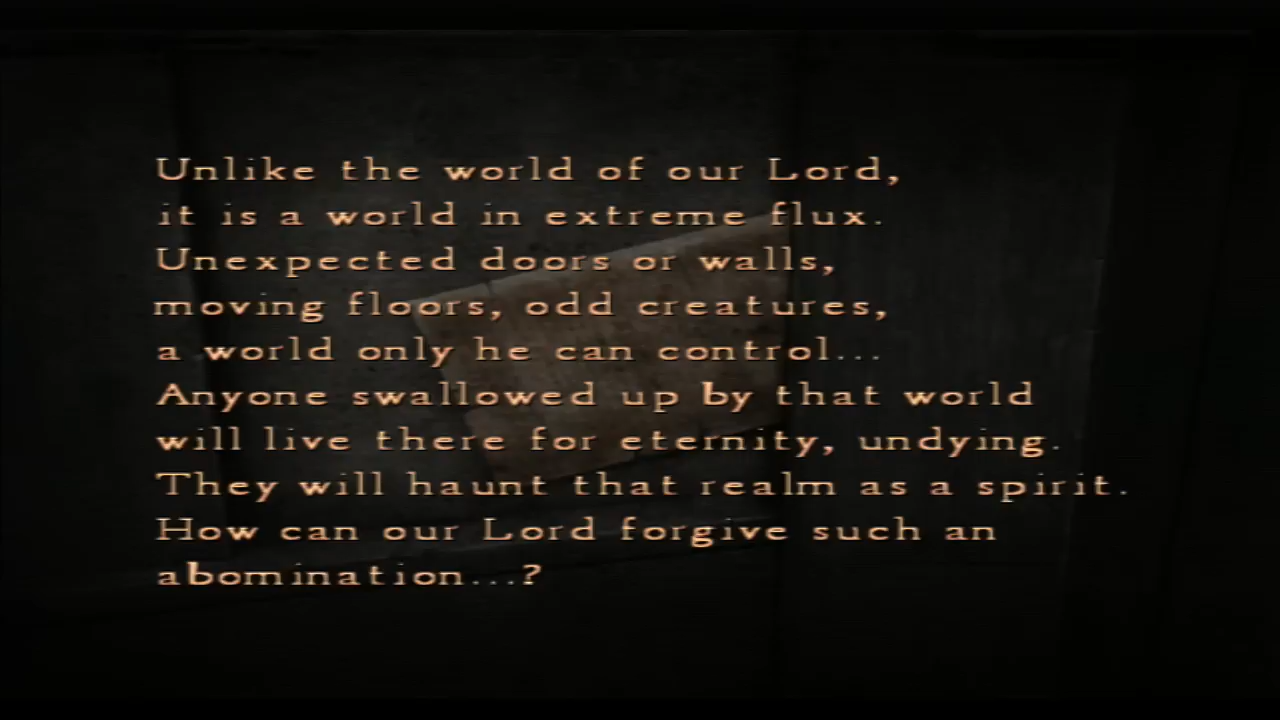 Unlike the world of our Lord,
it is a world in extreme flux.
Unexpected doors or walls,
moving floors, odd creatures,
a world only he can control...
Anyone swallowed up by that world
will live there for eternity, undying.
They will haunt that realm as a spirit.
How can our Lord forgive such an
abomination...?